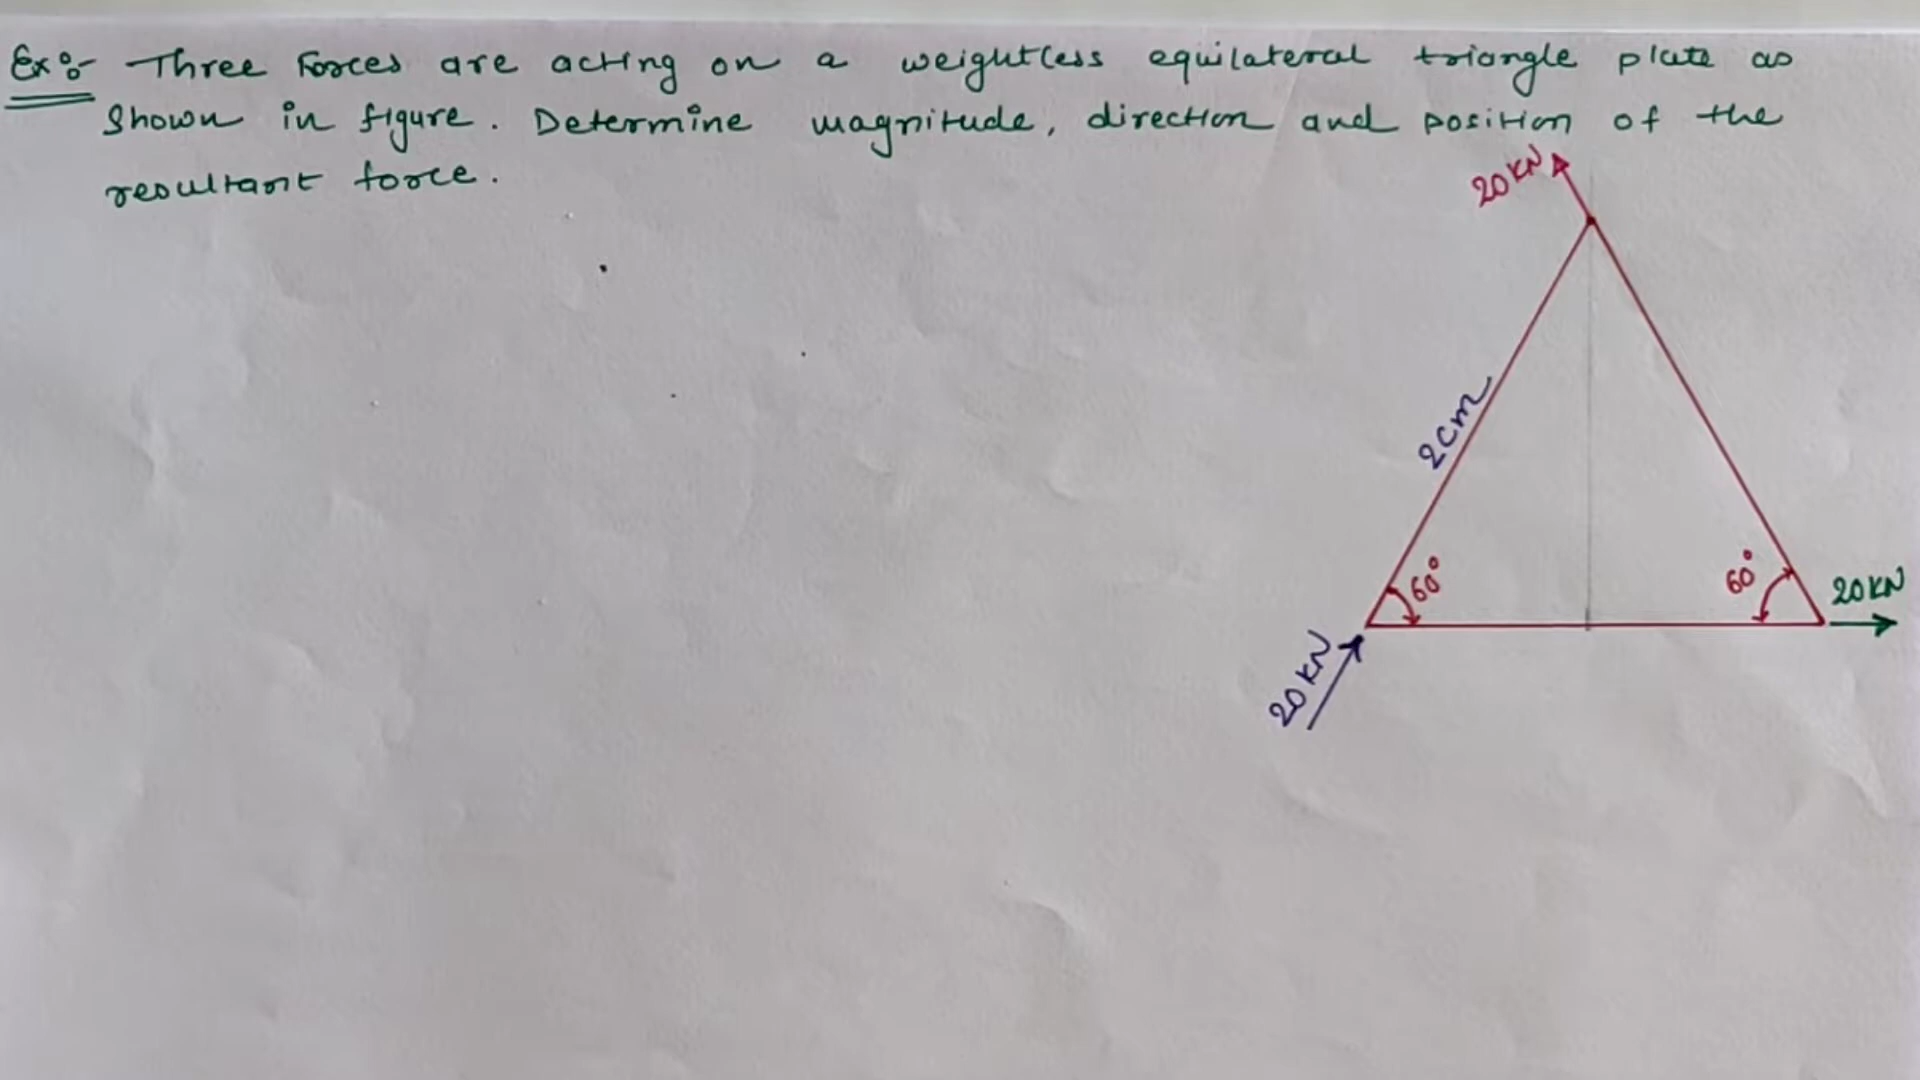 Ex:- Three Forces are acting on a weightless equilateral triangle plate as
shown in figure. Determine magnitude, direction and position of the
resultant force.
20KN
2cm
60°
60°
20KN
20KN